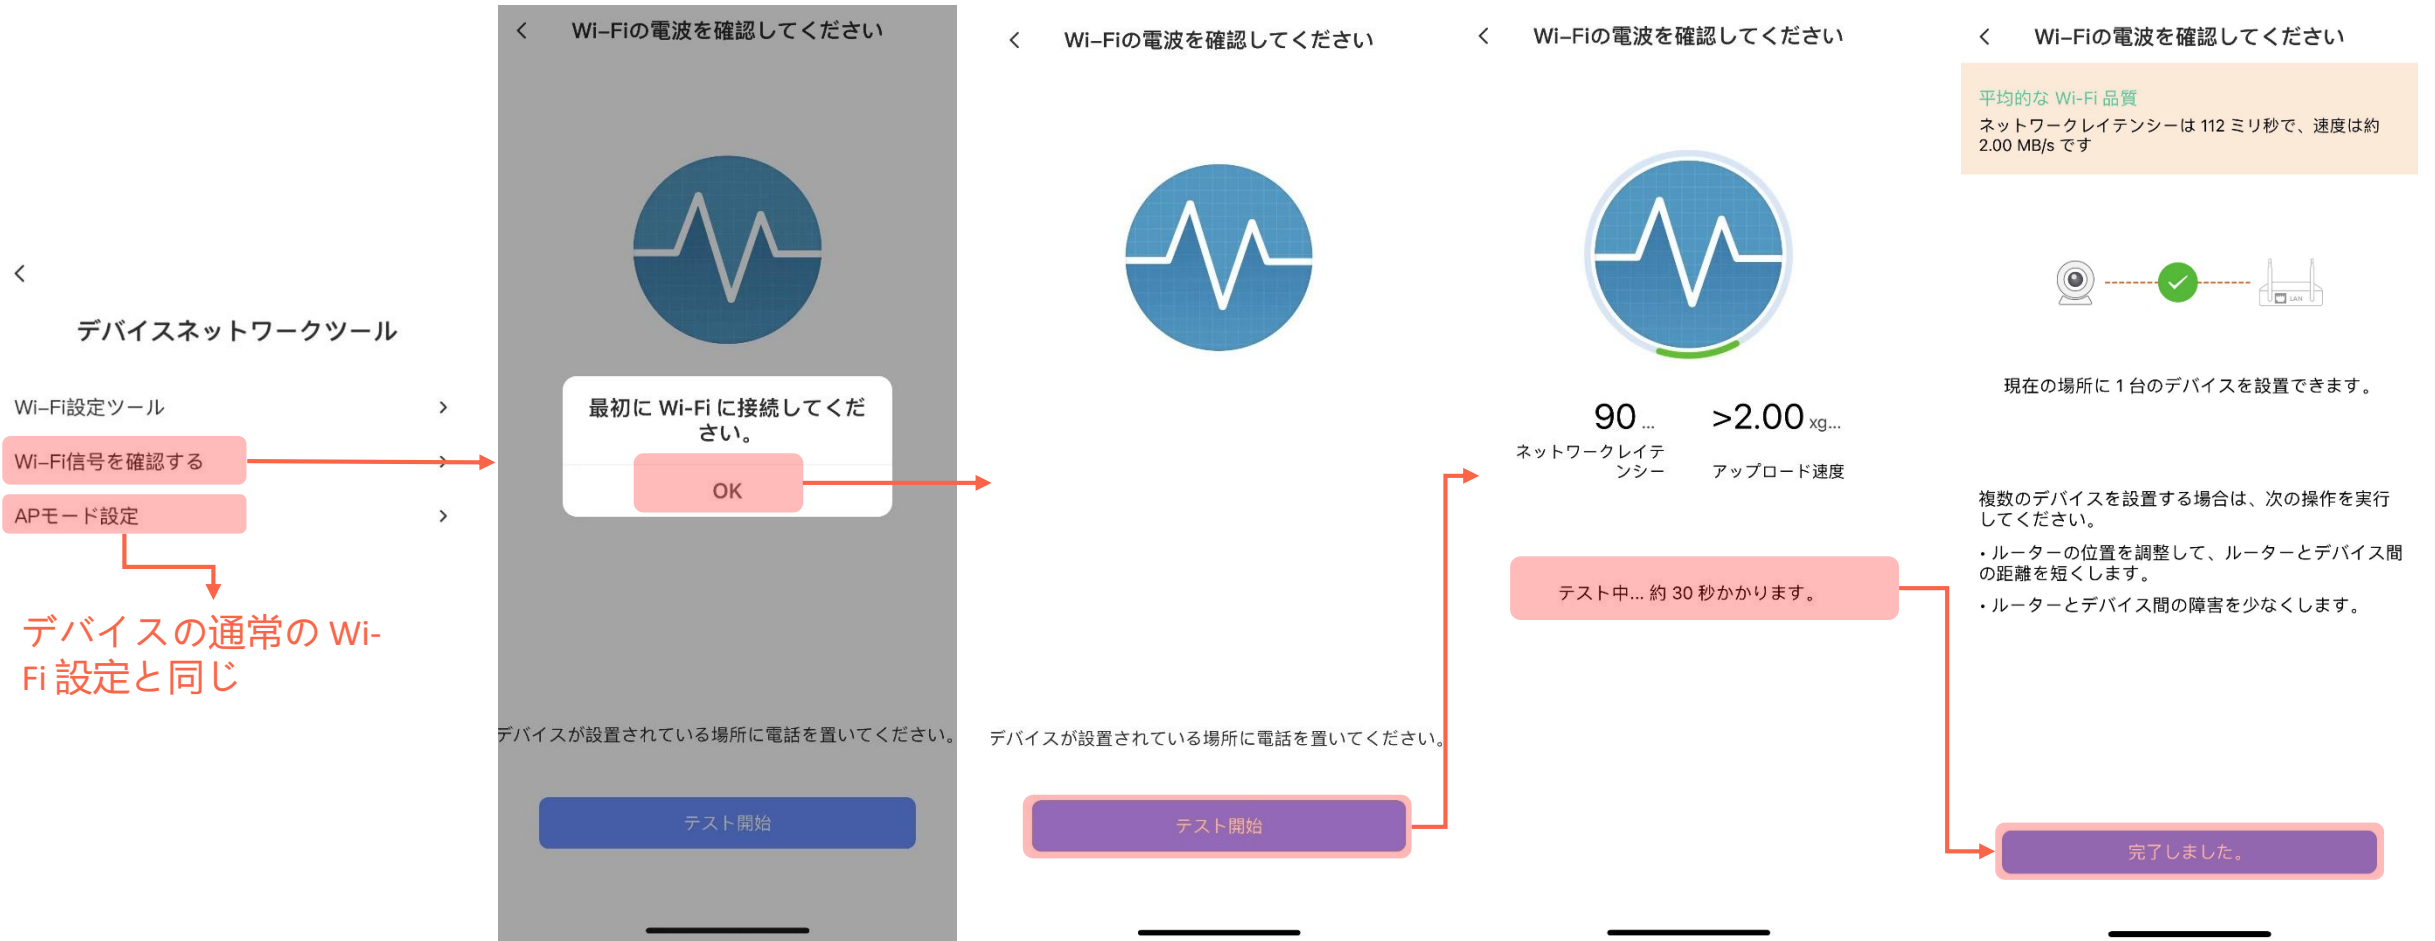 デバイスネットワークツール
Wi-Fi設定ツール
Wi-Fi信号を確認する
APモード設定
デバイスの通常の Wi-
Fi 設定と同じ
Wi-Fiの電波を確認してください
最初に Wi-Fi に接続してくだ
さい。
OK
デバイスが設置されている場所に電話を置いてください。
テスト開始
Wi-Fiの電波を確認してください
デバイスが設置されている場所に電話を置いてください。
テスト開始
Wi-Fiの電波を確認してください
90 ...
ネットワークレイテ
ンシー
>2.00 xg...
アップロード速度
テスト中... 約 30 秒かかります。
Wi-Fiの電波を確認してください
平均的な Wi-Fi 品質
ネットワークレイテンシーは 112 ミリ秒で、速度は約
2.00 MB/s です
LAN
現在の場所に 1 台のデバイスを設置できます。
複数のデバイスを設置する場合は、次の操作を実行
してください。
・ルーターの位置を調整して、ルーターとデバイス間
の距離を短くします。
・ルーターとデバイス間の障害を少なくします。
完了しました。